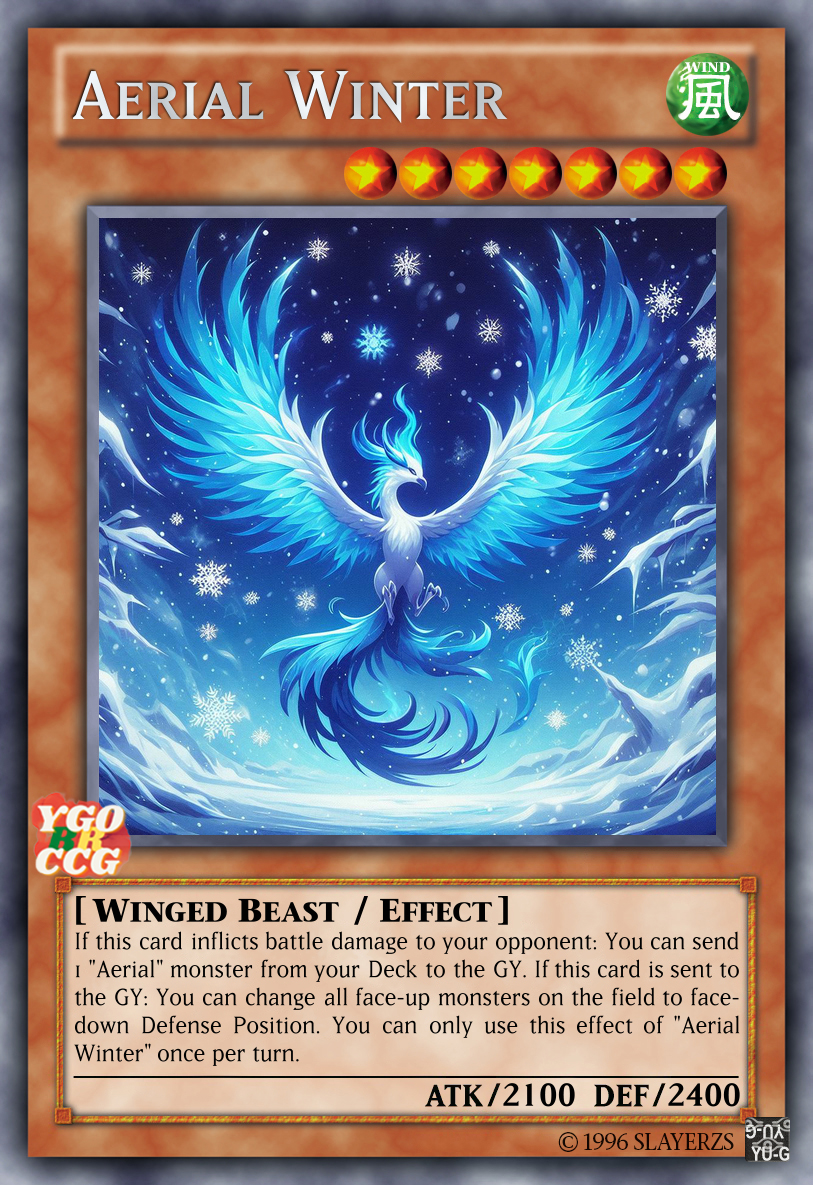 AERIAL WINTER
WIND
風
YGO
BR
CCG
[ WINGED BEAST / EFFECT ]
If this card inflicts battle damage to your opponent: You can send
1 "Aerial" monster from your Deck to the GY. If this card is sent to
the GY: You can change all face-up monsters on the field to face-
down Defense Position. You can only use this effect of "Aerial
Winter" once per turn.
ATK/2100 DEF/2400
© 1996 SLAYERZS
YU-G